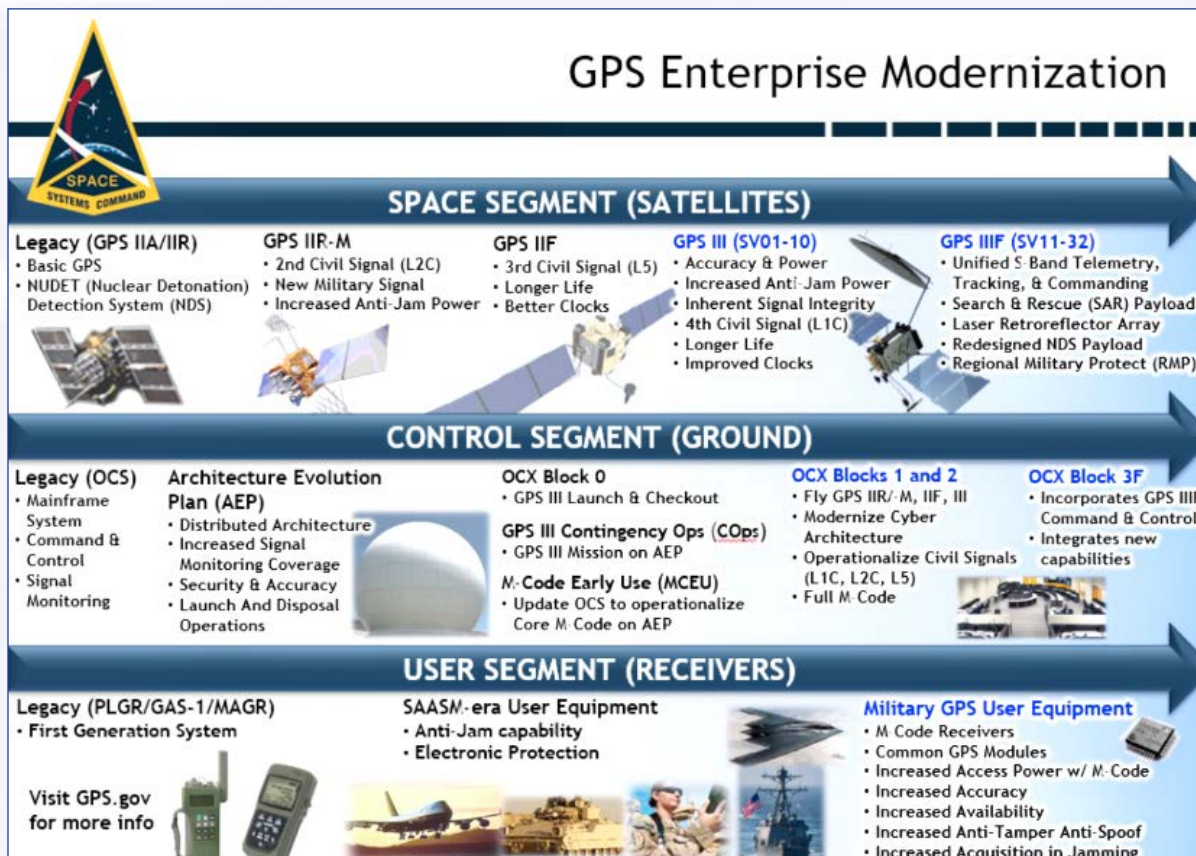 GPS Enterprise Modernization
SPACE
SYSTEMS COMMAND
SPACE SEGMENT (SATELLITES)
Legacy (GPS IIA/IIR)
• Basic GPS
• NUDET (Nuclear Detonation)
Detection System (NDS)
GPS IIR-M
• 2nd Civil Signal (L2C)
• New Military Signal
• Increased Anti-Jam Power
GPS IIF
• 3rd Civil Signal (L5)
• Longer Life
• Better Clocks
GPS III (SV01-10)
• Accuracy & Power
• Increased Anti-Jam Power
• Inherent Signal Integrity
• 4th Civil Signal (L1C)
• Longer Life
• Improved Clocks
GPS IIIF (SV11-32)
• Unified S-Band Telemetry,
Tracking, & Commanding
• Search & Rescue (SAR) Payload
• Laser Retroreflector Array
• Redesigned NDS Payload
• Regional Military Protect (RMP)
CONTROL SEGMENT (GROUND)
Legacy (OCS)
• Mainframe
System
• Command &
Control
• Signal
Monitoring
Architecture Evolution
Plan (AEP)
• Distributed Architecture
• Increased Signal
Monitoring Coverage
• Security & Accuracy
• Launch And Disposal
Operations
OCX Block 0
• GPS III Launch & Checkout
GPS III Contingency Ops (COps)
• GPS III Mission on AEP
M-Code Early Use (MCEU)
• Update OCS to operationalize
Core M-Code on AEP
OCX Blocks 1 and 2
• Fly GPS IIR/-M, IIF, III
• Modernize Cyber
Architecture
• Operationalize Civil Signals
(L1C, L2C, L5)
• Full M-Code
OCX Block 3F
• Incorporates GPS IIIF
Command & Control
• Integrates new
capabilities
USER SEGMENT (RECEIVERS)
Legacy (PLGR/GAS-1/MAGR)
• First Generation System
Visit GPS.gov
for more info
SAASM-era User Equipment
• Anti-Jam capability
• Electronic Protection
Military GPS User Equipment
• M-Code Receivers
• Common GPS Modules
• Increased Access Power w/ M-Code
• Increased Accuracy
• Increased Availability
• Increased Anti-Tamper Anti-Spoof
• Increased Acquisition in Jamming